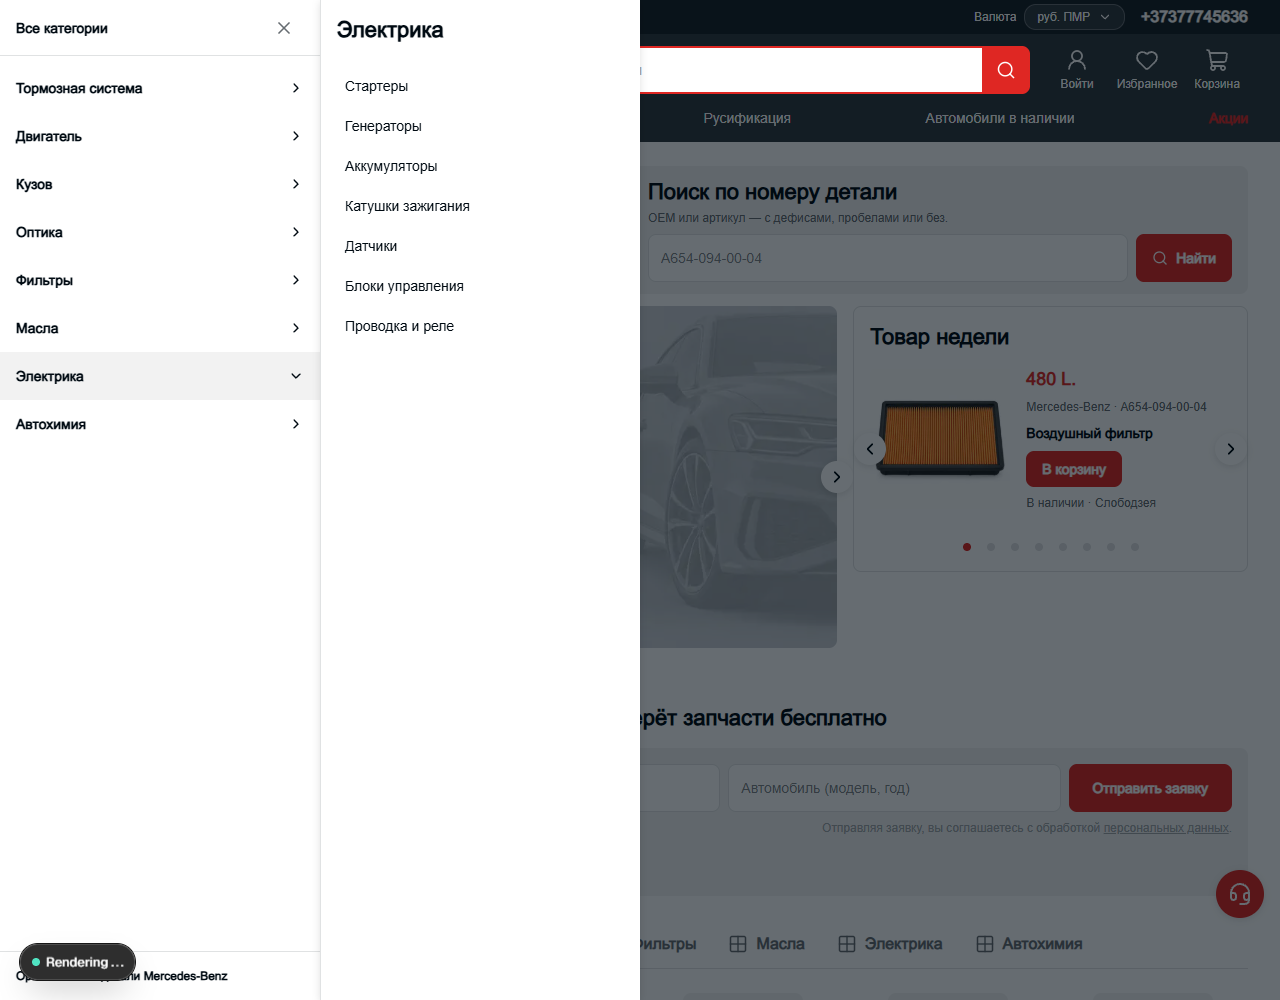 Все категории
Тормозная система
Двигатель
Кузов
Оптика
Фильтры
Масла
Электрика
Автохимия
Mercedes-Benz
Rendering...
Электрика
Стартеры
Генераторы
Аккумуляторы
Катушки зажигания
Датчики
Блоки управления
Проводка и реле
Валюта руб. ПМР +37377745636
Войти Избранное Корзина
Русификация Автомобили в наличии Акции
Поиск по номеру детали
OEM или артикул — с дефисами, пробелами или без.
A654-094-00-04 Найти
Товар недели
480 L.
Mercedes-Benz · A654-094-00-04
Воздушный фильтр
В корзину
В наличии · Слободзея
запчасти бесплатно
Автомобиль (модель, год) Отправить заявку
Отправляя заявку, вы соглашаетесь с обработкой персональных данных.
Фильтры Масла Электрика Автохимия